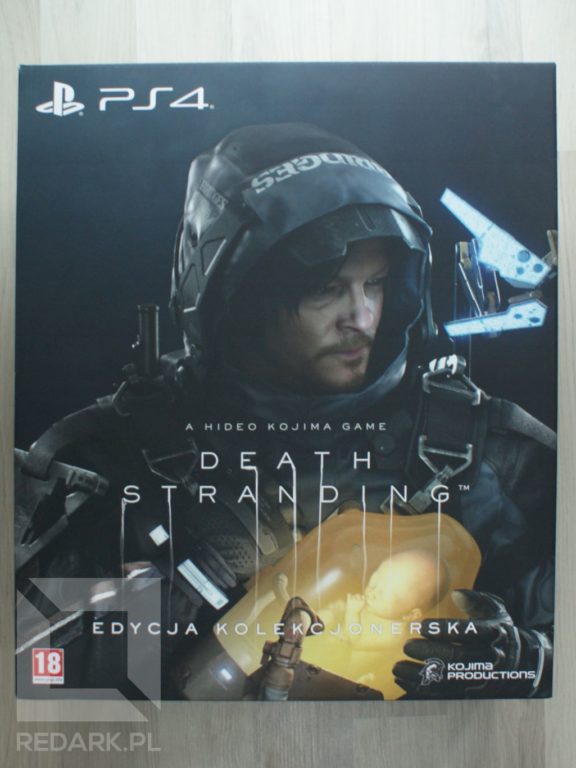 PS4
BRIDGES
A HIDEO KOJIMA GAME
DEATH
STRANDING™
EDYCJA KOLEKCJONERSKA
18
KOJIMA
PRODUCTIONS
REDARK.PL